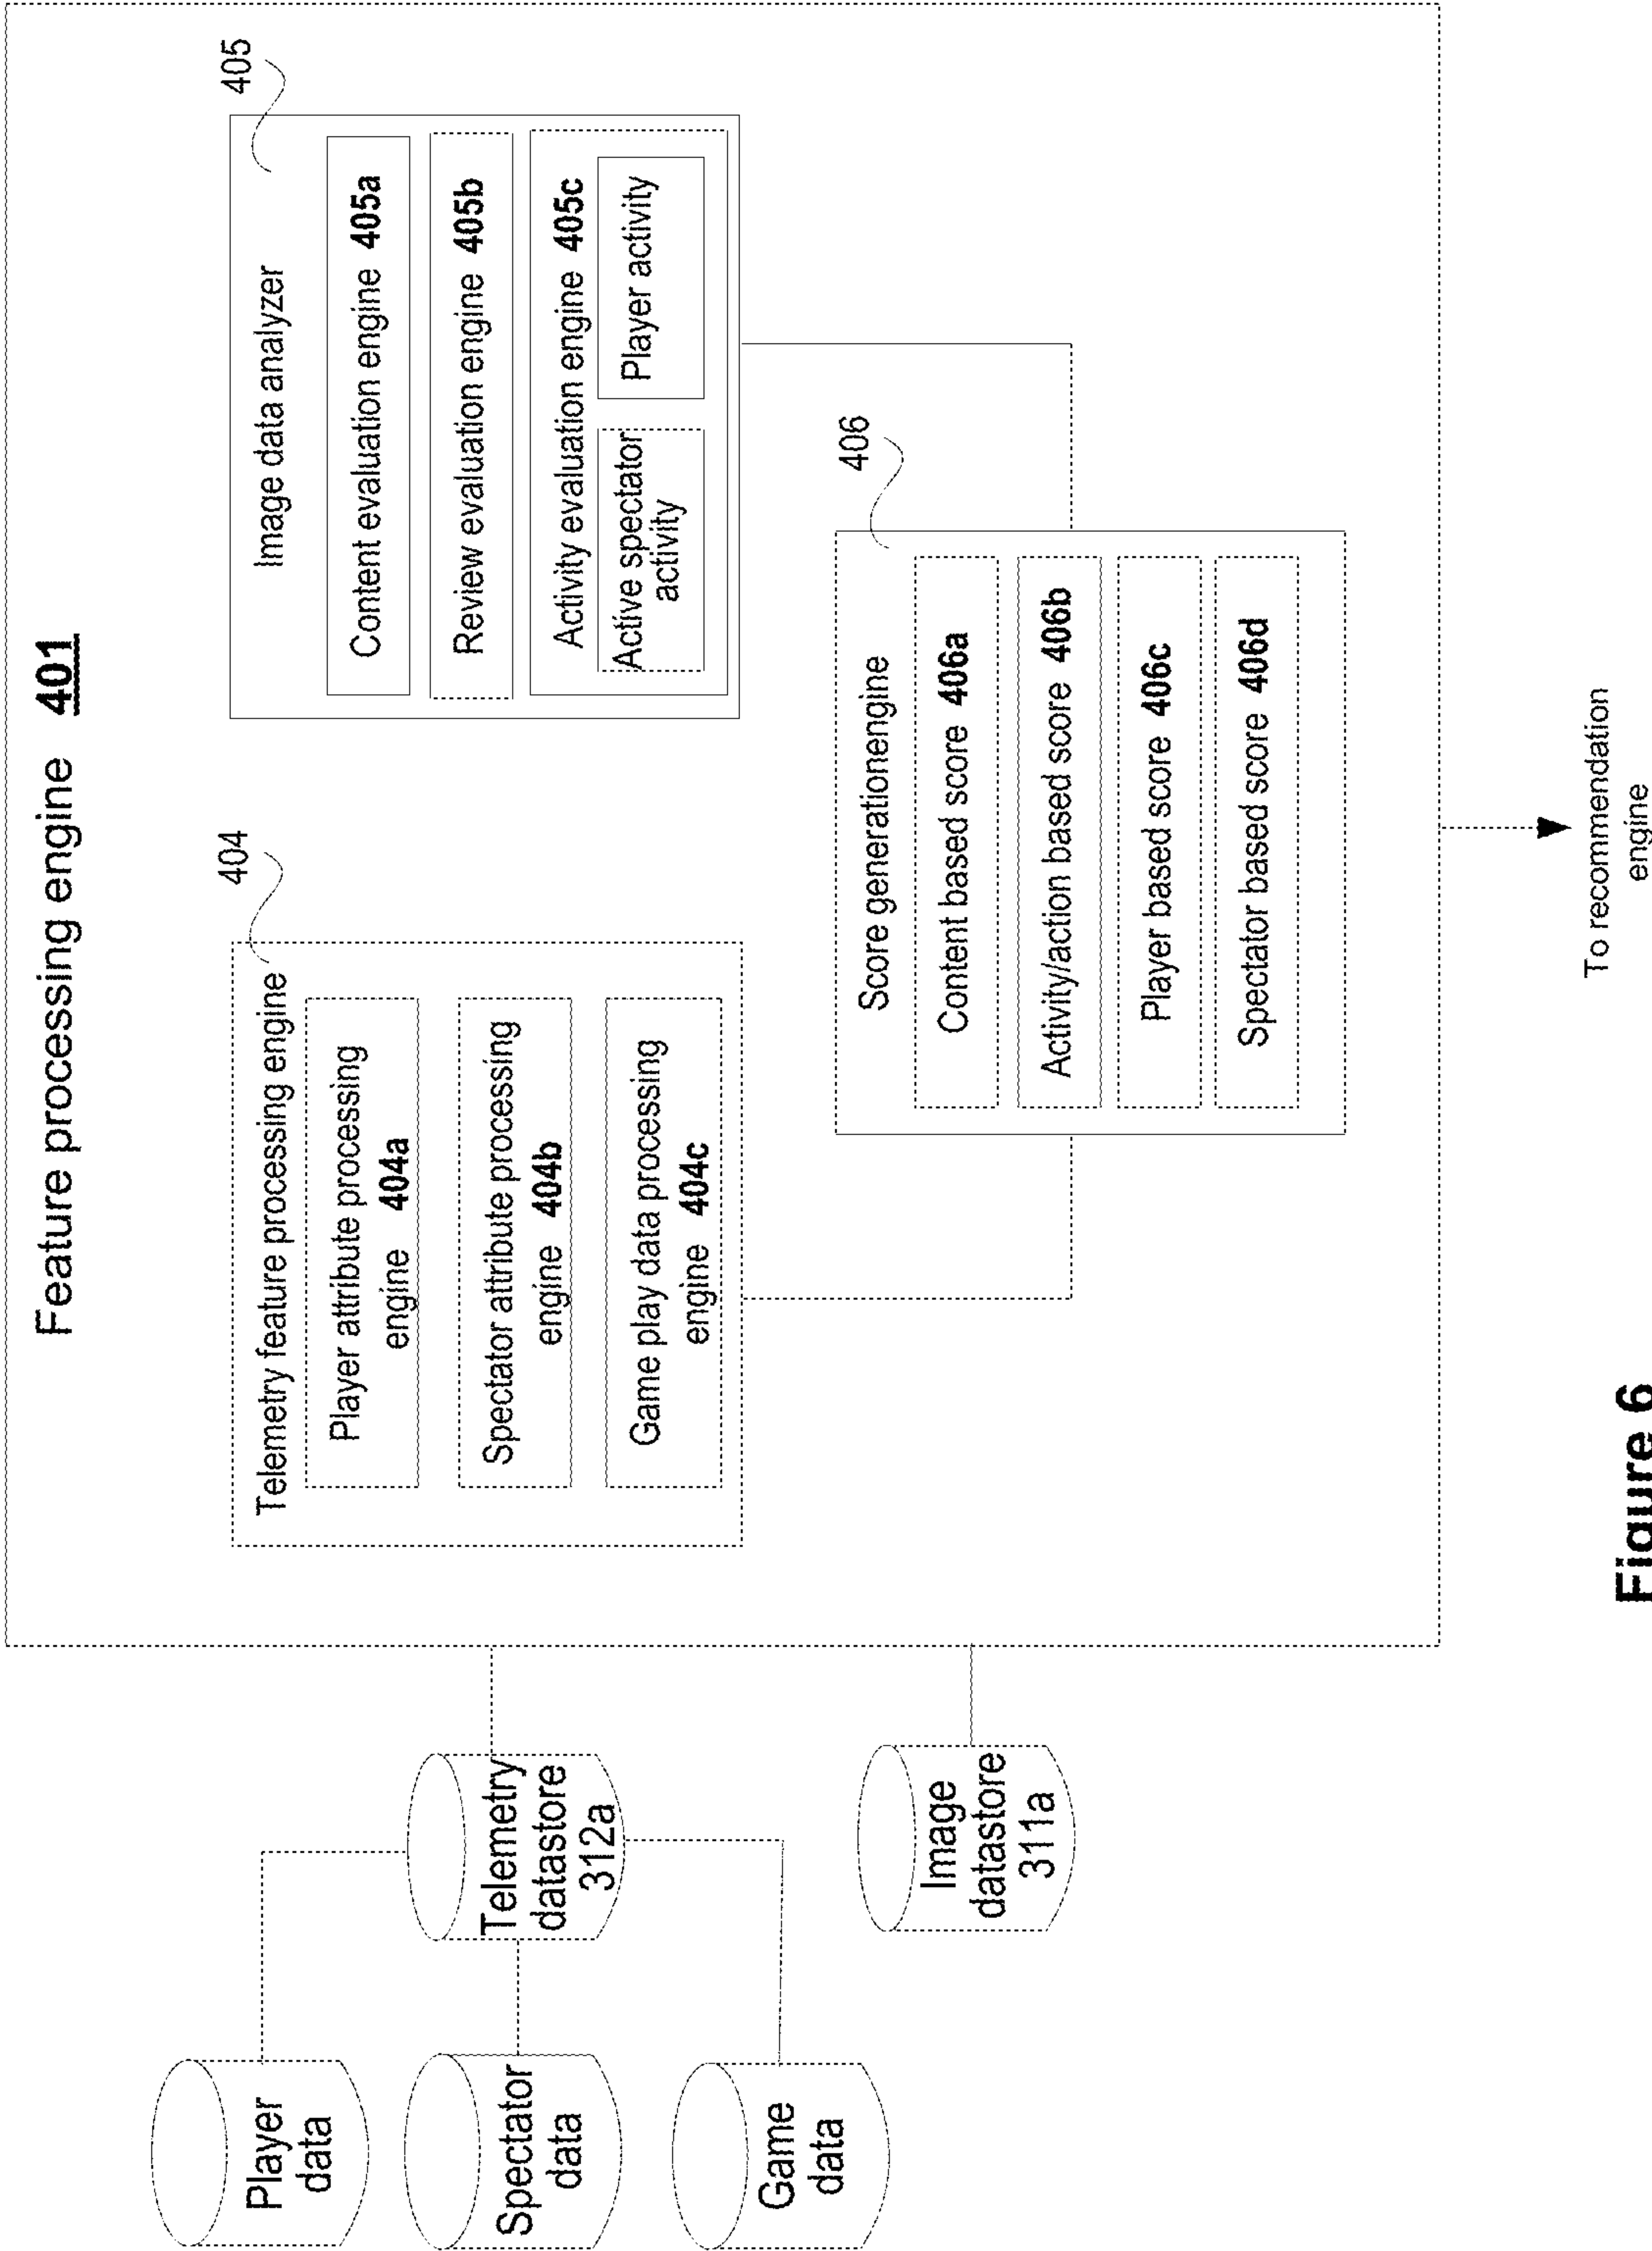 Feature processing engine 401
Player
data
Spectator
data
Game
data
Telemetry
datastore
312a
Image
datastore
311a
404
Telemetry feature processing engine
Player attribute processing
engine 404a
Spectator attribute processing
engine 404b
Game play data processing
engine 404c
405
Image data analyzer
Content evaluation engine 405a
Review evaluation engine 405b
Activity evaluation engine 405c
Active spectator
activity
Player activity
406
Score generationengine
Content based score 406a
Activity/action based score 406b
Player based score 406c
Spectator based score 406d
To recommendation
engine
Figure 6